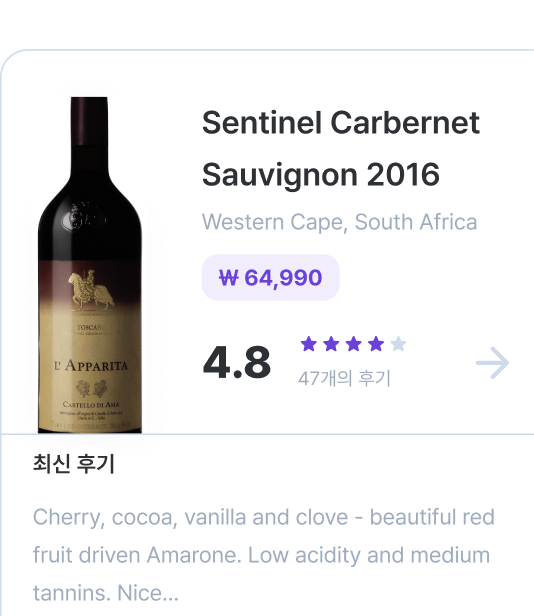 Sentinel Carbernet
Sauvignon 2016
Western Cape, South Africa
₩ 64,990
4.8
47개의 후기
TOSCANA
L' APPARITA
CASTELLO DI AMA
최신 후기
Cherry, cocoa, vanilla and clove - beautiful red
fruit driven Amarone. Low acidity and medium
tannins. Nice...